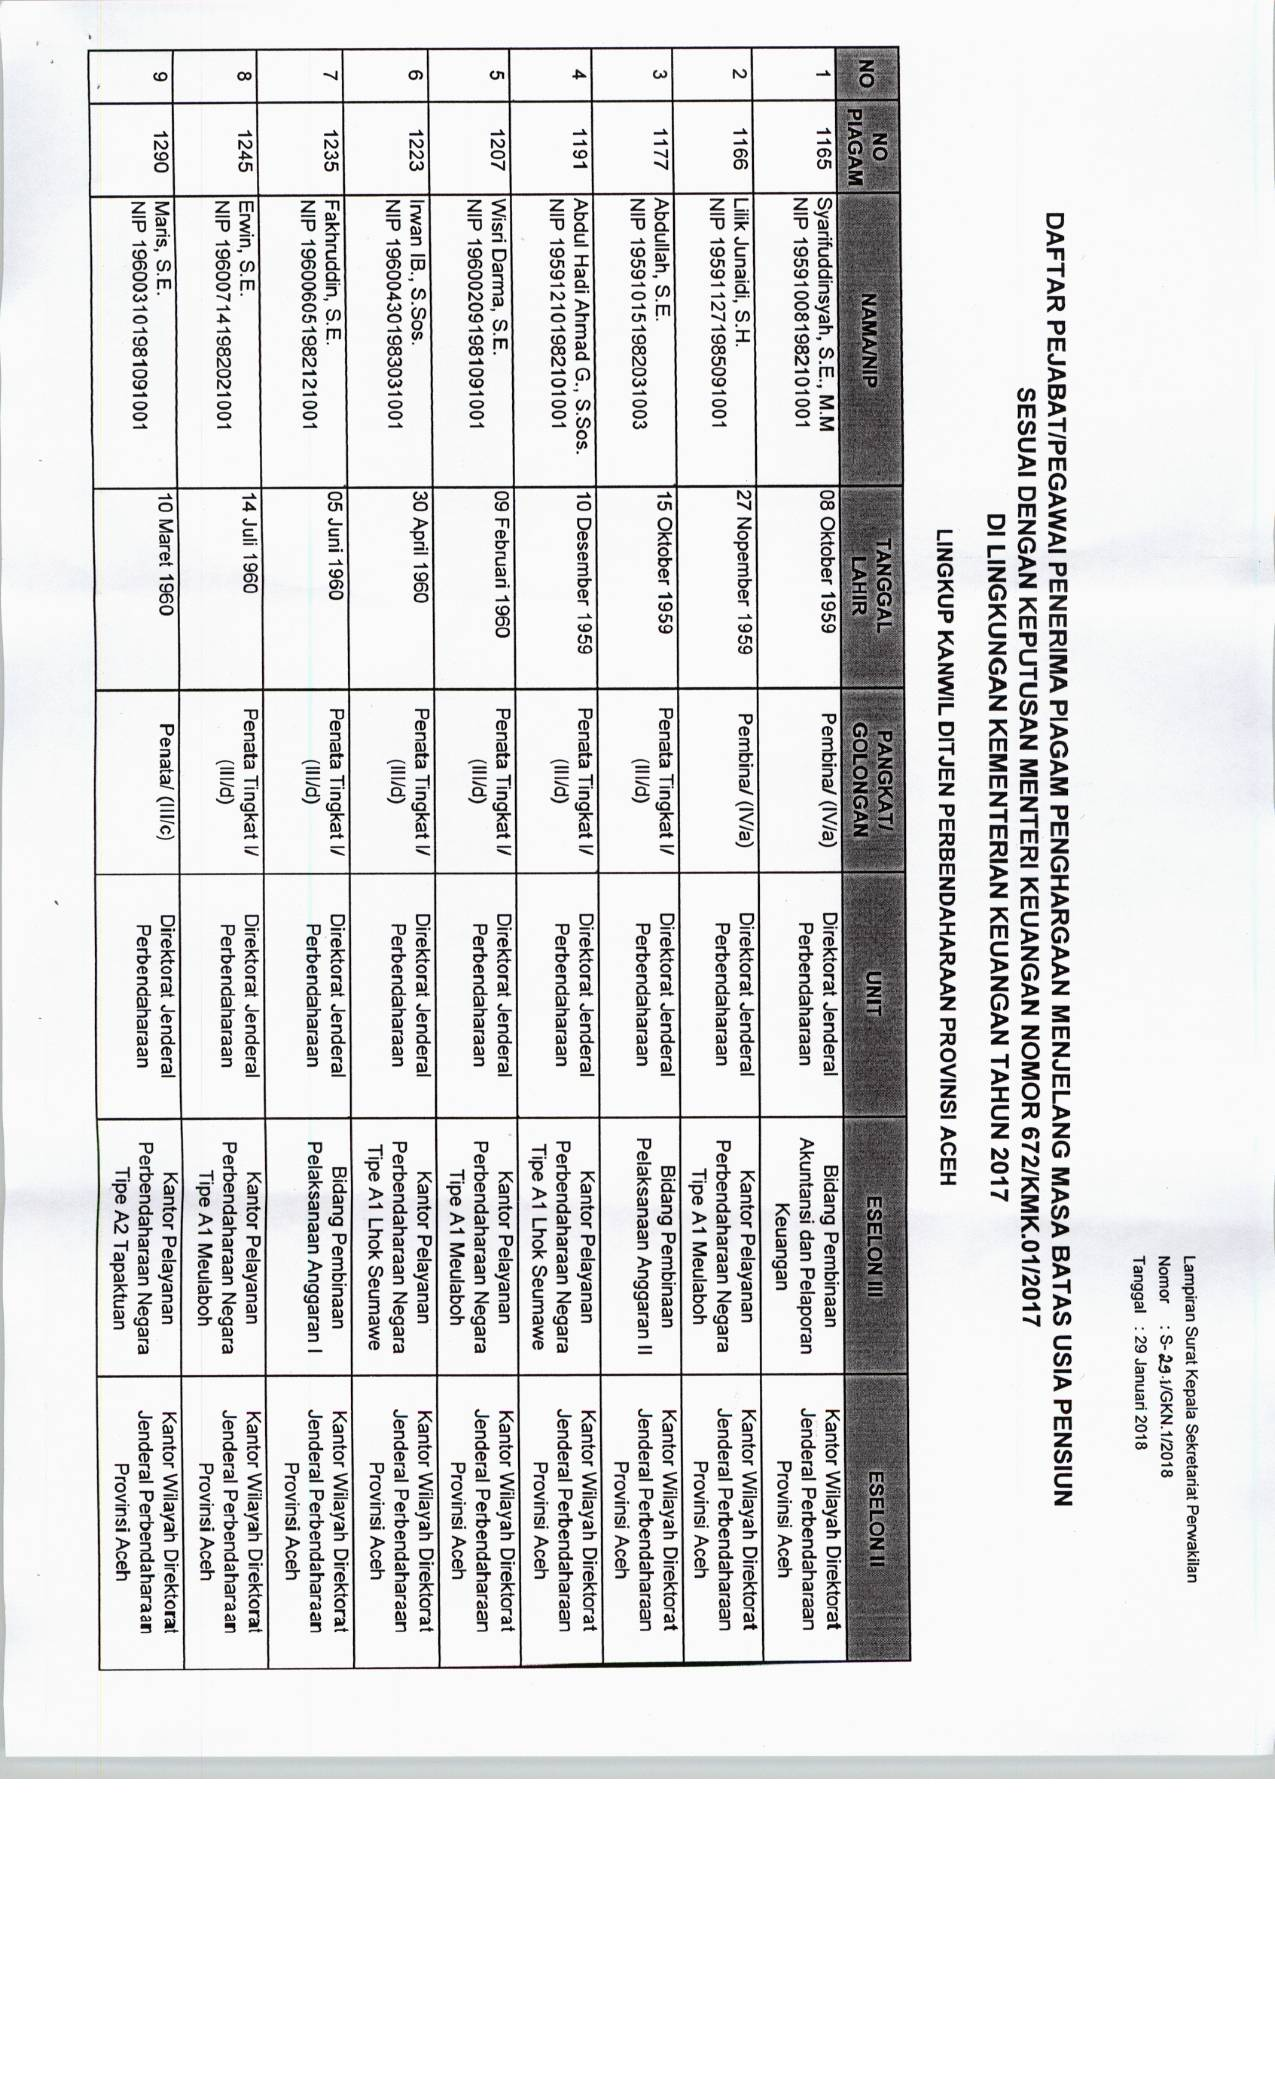 Lampiran Surat Kepala Sekretariat Perwakilan
Nomor : S-29.1/GKN.1/2018
Tanggal : 29 Januari 2018
DAFTAR PEJABAT/PEGAWAI PENERIMA PIAGAM PENGHARGAAN MENJELANG MASA BATAS USIA PENSIUN
SESUAI DENGAN KEPUTUSAN MENTERI KEUANGAN NOMOR 672/KMK.01/2017
DI LINGKUNGAN KEMENTERIAN KEUANGAN TAHUN 2017
LINGKUP KANWIL DITJEN PERBENDAHARAAN PROVINSI ACEH
NO
NO
PIAGAM
NAMA/NIP
TANGGAL
LAHIR
PANGKAT/
GOLONGAN
UNIT
ESELON III
ESELON II
1
1165
Syarifuddinsyah, S.E., M.M
NIP 195910081982101001
08 Oktober 1959
Pembina/ (IV/a)
Direktorat Jenderal
Perbendaharaan
Bidang Pembinaan
Akuntansi dan Pelaporan
Keuangan
Kantor Wilayah Direktorat
Jenderal Perbendaharaan
Provinsi Aceh
2
1166
Lilik Junaidi, S.H.
NIP 195911271985091001
27 Nopember 1959
Pembina/ (IV/a)
Direktorat Jenderal
Perbendaharaan
Kantor Pelayanan
Perbendaharaan Negara
Tipe A1 Meulaboh
Kantor Wilayah Direktorat
Jenderal Perbendaharaan
Provinsi Aceh
3
1177
Abdullah, S.E.
NIP 195910151982031003
15 Oktober 1959
Penata Tingkat I/
(III/d)
Direktorat Jenderal
Perbendaharaan
Bidang Pembinaan
Pelaksanaan Anggaran II
Kantor Wilayah Direktorat
Jenderal Perbendaharaan
Provinsi Aceh
4
1191
Abdul Hadi Ahmad G., S.Sos.
NIP 195912101982101001
10 Desember 1959
Penata Tingkat I/
(III/d)
Direktorat Jenderal
Perbendaharaan
Kantor Pelayanan
Perbendaharaan Negara
Tipe A1 Lhok Seumawe
Kantor Wilayah Direktorat
Jenderal Perbendaharaan
Provinsi Aceh
5
1207
Wisri Darma, S.E.
NIP 196002091981091001
09 Februari 1960
Penata Tingkat I/
(III/d)
Direktorat Jenderal
Perbendaharaan
Kantor Pelayanan
Perbendaharaan Negara
Tipe A1 Meulaboh
Kantor Wilayah Direktorat
Jenderal Perbendaharaan
Provinsi Aceh
6
1223
Irwan IB., S.Sos.
NIP 196004301983031001
30 April 1960
Penata Tingkat I/
(III/d)
Direktorat Jenderal
Perbendaharaan
Kantor Pelayanan
Perbendaharaan Negara
Tipe A1 Lhok Seumawe
Kantor Wilayah Direktorat
Jenderal Perbendaharaan
Provinsi Aceh
7
1235
Fakhruddin, S.E.
NIP 196006051982121001
05 Juni 1960
Penata Tingkat I/
(III/d)
Direktorat Jenderal
Perbendaharaan
Bidang Pembinaan
Pelaksanaan Anggaran I
Kantor Wilayah Direktorat
Jenderal Perbendaharaan
Provinsi Aceh
8
1245
Erwin, S.E.
NIP 196007141982021001
14 Juli 1960
Penata Tingkat I/
(III/d)
Direktorat Jenderal
Perbendaharaan
Kantor Pelayanan
Perbendaharaan Negara
Tipe A1 Meulaboh
Kantor Wilayah Direktorat
Jenderal Perbendaharaan
Provinsi Aceh
9
1290
Maris, S.E.
NIP 196003101981091001
10 Maret 1960
Penata/ (III/c)
Direktorat Jenderal
Perbendaharaan
Kantor Pelayanan
Perbendaharaan Negara
Tipe A2 Tapaktuan
Kantor Wilayah Direktorat
Jenderal Perbendaharaan
Provinsi Aceh